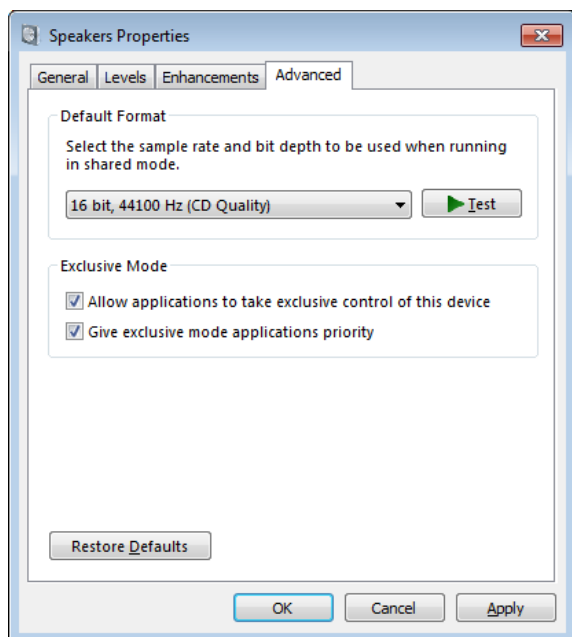 Speakers Properties
General Levels Enhancements Advanced
Default Format
Select the sample rate and bit depth to be used when running
in shared mode.
16 bit, 44100 Hz (CD Quality) Test
Exclusive Mode
Allow applications to take exclusive control of this device
Give exclusive mode applications priority
Restore Defaults
OK Cancel Apply